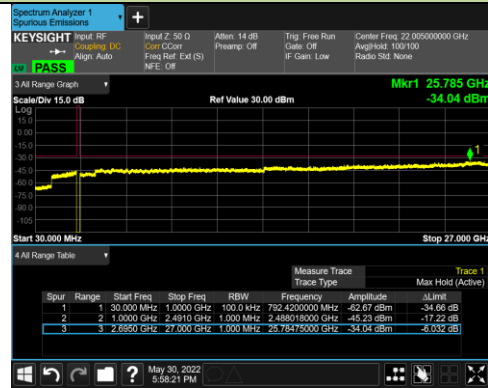 Spectrum Analyzer 1
Spurious Emissions
KEYSIGHT Input: RF Input Z: 50 Ω Atten: 14 dB Trig: Free Run Center Freq: 22.005000000 GHz
Coupling: DC Corr CCorr Preamp: Off Gate: Off Avg|Hold: 100/100
Align: Auto Freq Ref: Ext (S) IF Gain: Low Radio Std: None
NFE: Off
PASS
3 All Range Graph Mkr1 25.785 GHz
Scale/Div 15.0 dB Ref Value 30.00 dBm -34.04 dBm
Log
15.0
0.00
-15.0
-30.0
-45.0
-60.0
-75.0
-90.0
-105
1
Start 30.000 MHz Stop 27.000 GHz
4 All Range Table
Measure Trace Trace 1
Trace Type Max Hold (Active)
Spur Range Start Freq Stop Freq RBW Frequency Amplitude ΔLimit
1 1 30.000 MHz 1.0000 GHz 100.0 kHz 792.4200000 MHz -62.67 dBm -34.66 dB
2 2 1.0000 GHz 2.4910 GHz 1.000 MHz 2.488018000 GHz -45.23 dBm -17.22 dB
3 3 2.6950 GHz 27.000 GHz 1.000 MHz 25.78475000 GHz -34.04 dBm -6.032 dB
May 30, 2022
5:58:21 PM